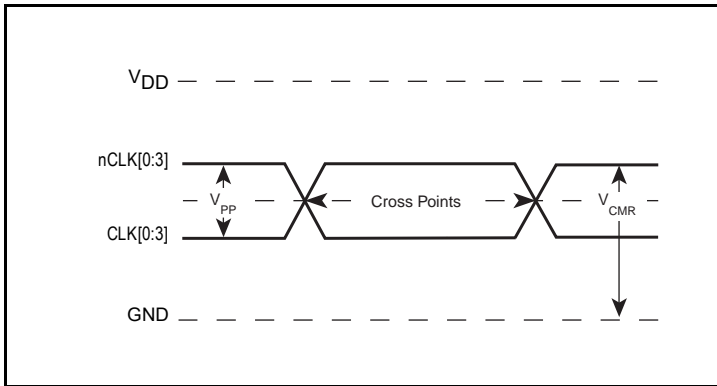 VDD
nCLK[0:3]
VPP
Cross Points
VCMR
CLK[0:3]
GND